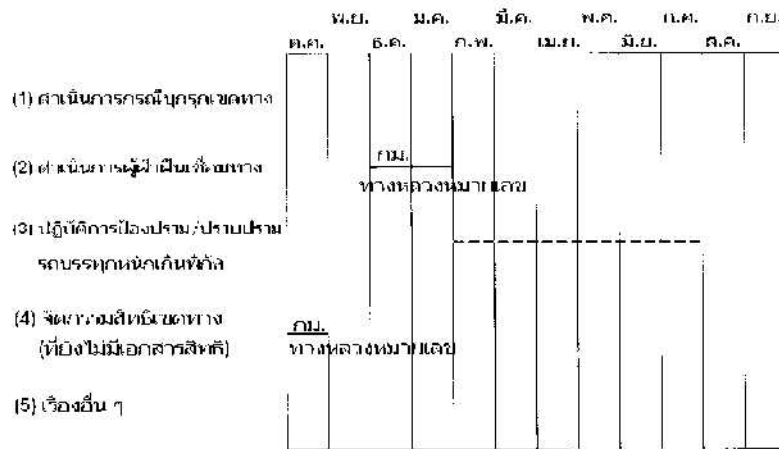 พ.ย. ม.ค. มี.ค. พ.ค. ก.ค. ก.ย.
ต.ค. ธ.ค. ก.พ. เม.ย. มิ.ย. ส.ค.
(1) ดำเนินการกรณีบุกรุกเขตทาง
(2) ดำเนินการผู้ฝ่าฝืนเชื่อมทาง
กม.
ทางหลวงหมายเลข
(3) ปฏิบัติการป้องปราม/ปราบปราม
รถบรรทุกหนักเกินพิกัด
(4) จัดกรรมสิทธิ์เขตทาง
(ที่ยังไม่มีเอกสารสิทธิ์)
กม.
ทางหลวงหมายเลข
(5) เรื่องอื่น ๆ